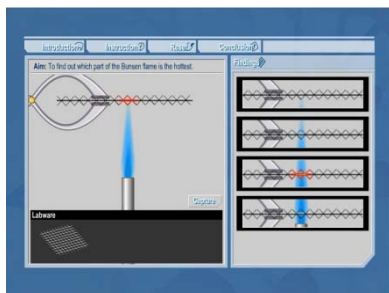 Introduction
Instruction
Reset
Conclusion
Aim: To find out which part of the Bunsen flame is the hottest.
Findings
Capture
Labware